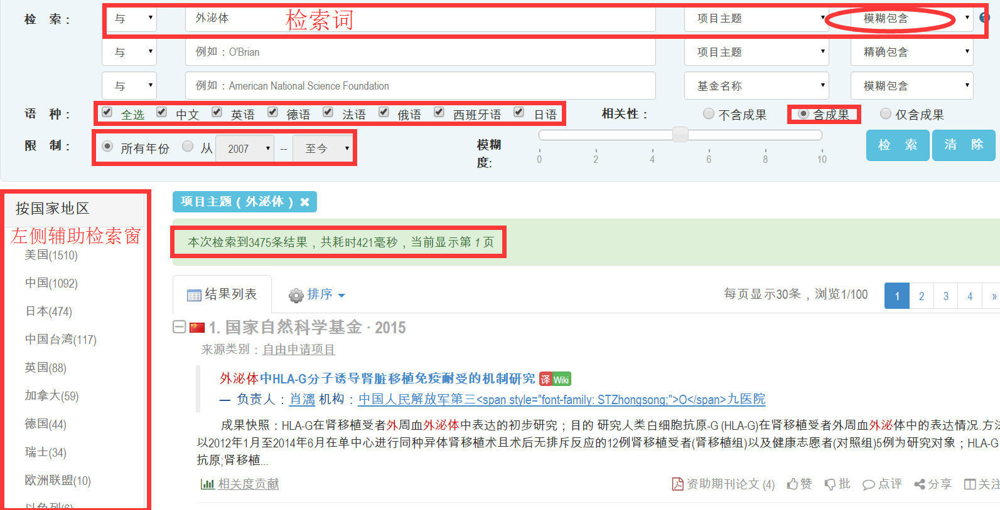 检 索： 与 外泌体 检索词 项目主题 模糊包含
与 例如：O'Brian 项目主题 精确包含
与 例如：American National Science Foundation 基金名称 模糊包含
语 种： 全选 中文 英语 德语 法语 俄语 西班牙语 日语 相关性： 不含成果 含成果 仅含成果
限 制： 所有年份 从 2007 -- 至今 模糊度: 0 2 4 6 8 10 检 索 清 除
按国家地区
左侧辅助检索窗
美国(1510)
中国(1092)
日本(474)
中国台湾(117)
英国(88)
加拿大(59)
德国(44)
瑞士(34)
欧洲联盟(10)
以色列(6)
项目主题（外泌体）✖
本次检索到3475条结果，共耗时421毫秒，当前显示第 1 页
结果列表 排序 每页显示30条，浏览1/100 1 2 3 4 »
1. 国家自然科学基金 · 2015
来源类别：自由申请项目
外泌体中HLA-G分子诱导肾脏移植免疫耐受的机制研究 译 Wiki
— 负责人：肖漓 机构：中国人民解放军第三<span style="font-family: STZhongsong;">O</span>九医院
成果快照：HLA-G在肾移植受者外周血外泌体中表达的初步研究；目的 研究人类白细胞抗原-G (HLA-G)在肾移植受者外周血外泌体中的表达情况.方法
以2012年1月至2014年6月在单中心进行同种异体肾移植术且术后无排斥反应的12例肾移植受者(肾移植组)以及健康志愿者(对照组)5例为研究对象；HLA-G
抗原;肾移植...
相关度贡献 资助期刊论文 (4) 赞 批 点评 分享 关注